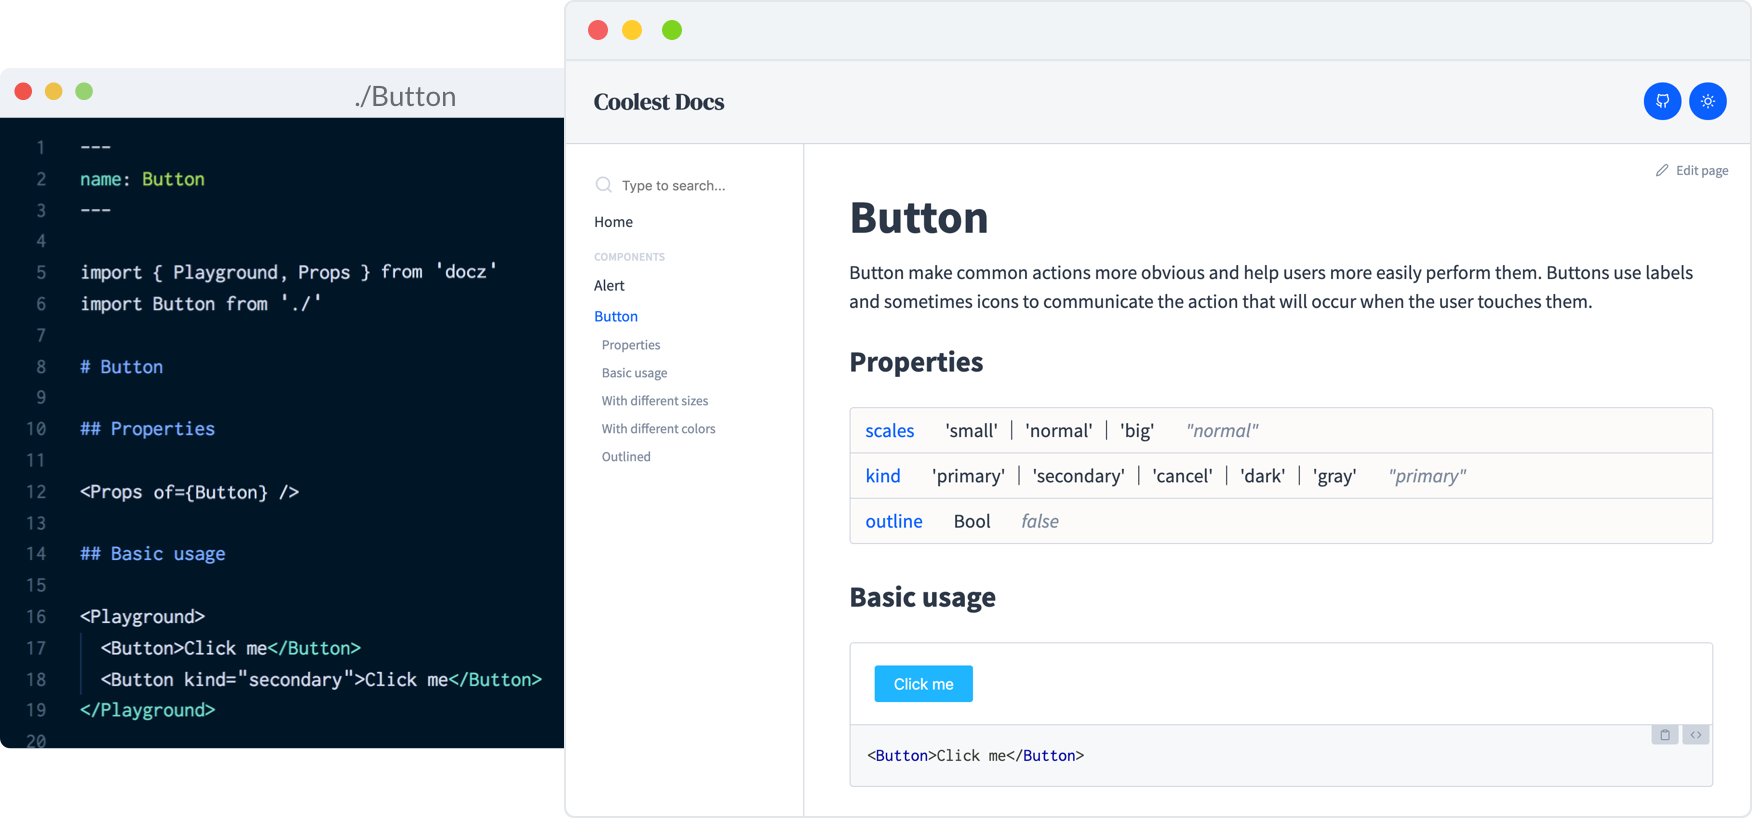 ./Button
1 ---
2 name: Button
3 ---
4
5 import { Playground, Props } from 'docz'
6 import Button from './'
7
8 # Button
9
10 ## Properties
11
12 <Props of={Button} />
13
14 ## Basic usage
15
16 <Playground>
17 <Button>Click me</Button>
18 <Button kind="secondary">Click me</Button>
19 </Playground>
20
Coolest Docs
Type to search...
Home
COMPONENTS
Alert
Button
Properties
Basic usage
With different sizes
With different colors
Outlined
Edit page
Button
Button make common actions more obvious and help users more easily perform them. Buttons use labels
and sometimes icons to communicate the action that will occur when the user touches them.
Properties
scales 'small' | 'normal' | 'big' "normal"
kind 'primary' | 'secondary' | 'cancel' | 'dark' | 'gray' "primary"
outline Bool false
Basic usage
Click me
<Button>Click me</Button>